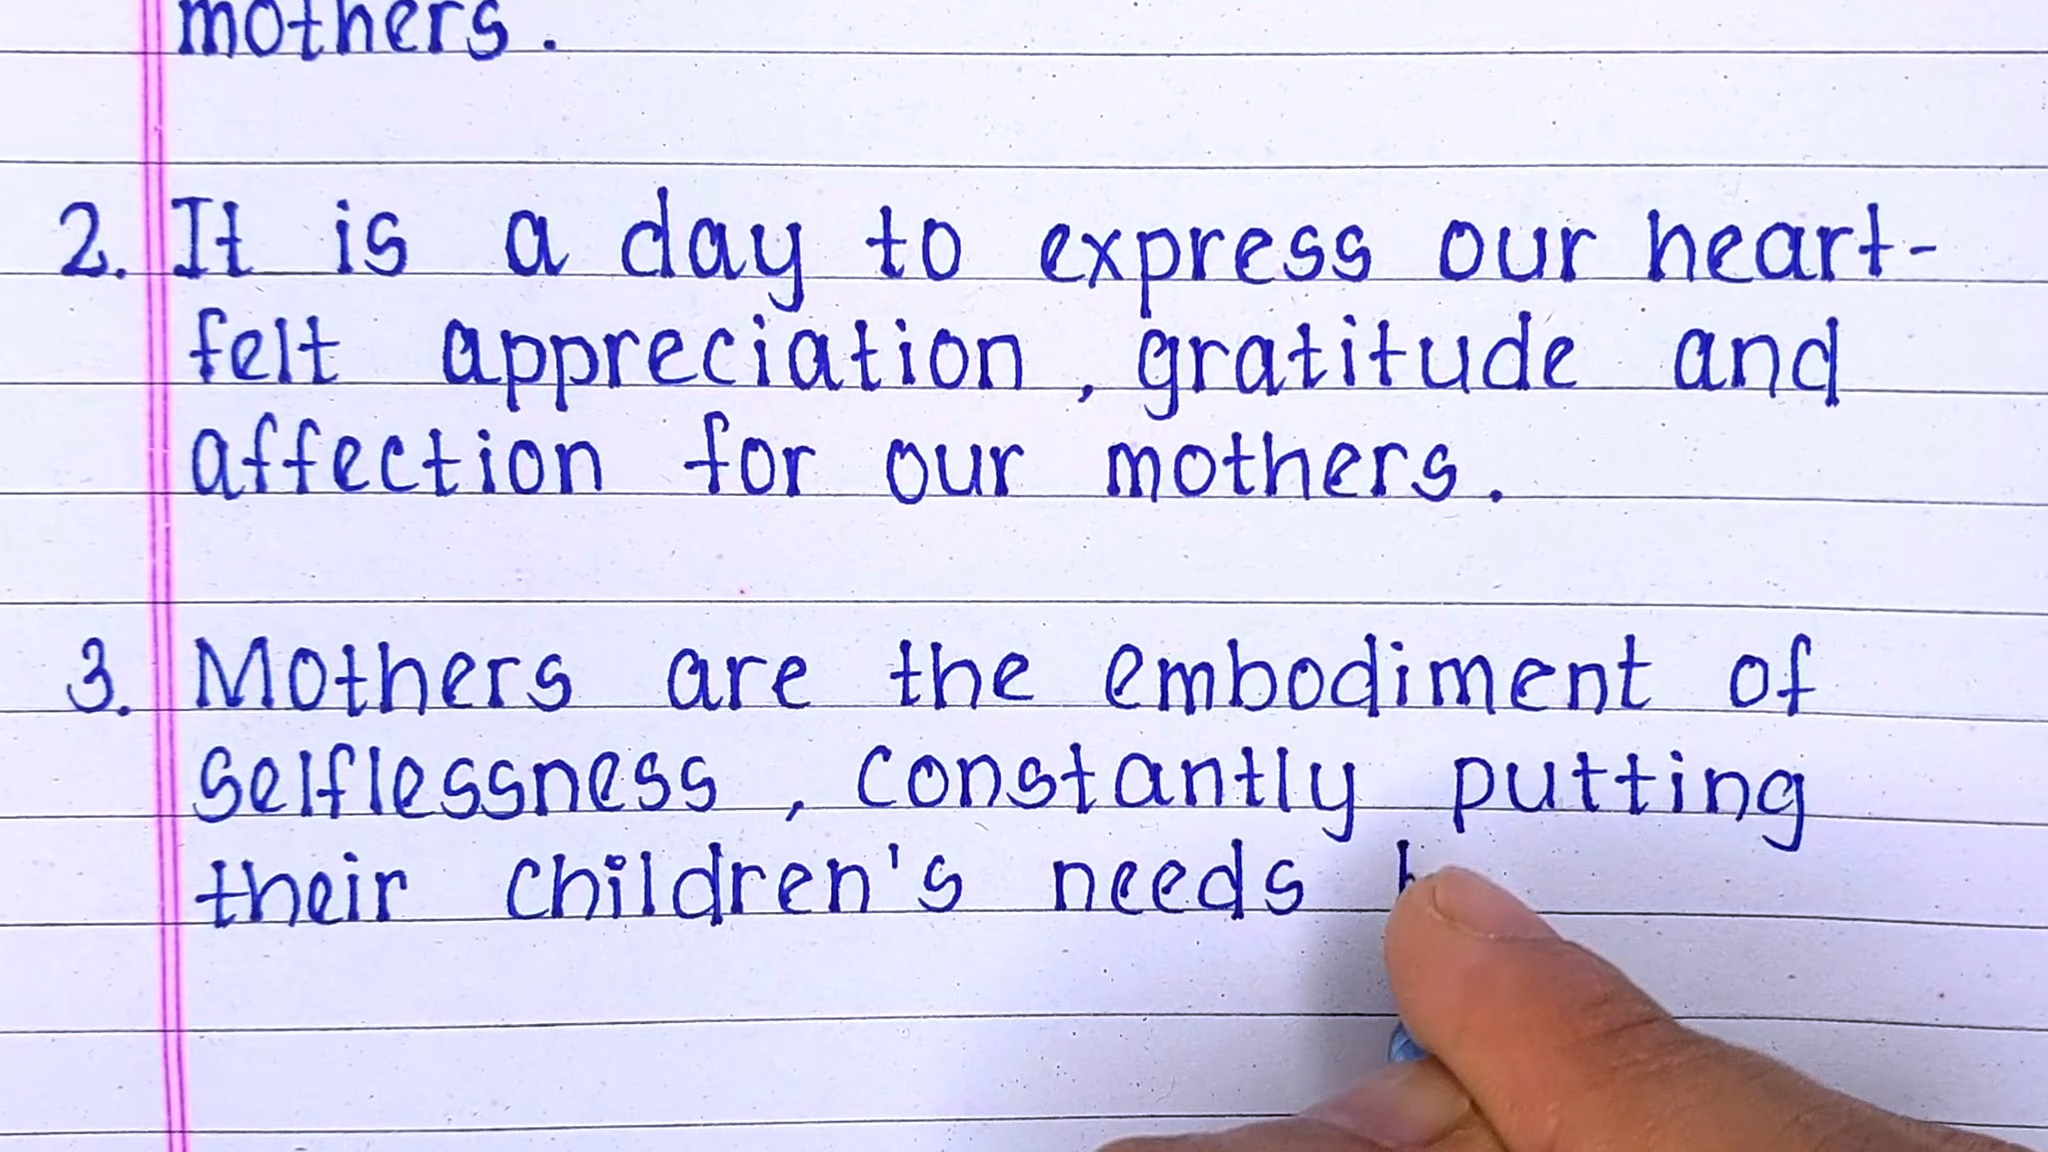 mothers.
2. It is a day to express our heart-
felt appreciation, gratitude and
affection for our mothers.
3. Mothers are the embodiment of
selflessness, constantly putting
their children's needs